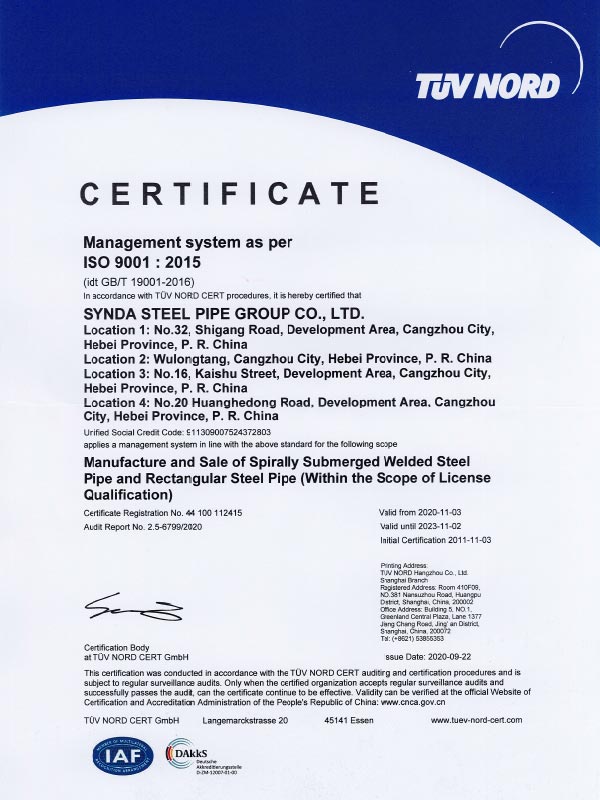 TÜV NORD
CERTIFICATE
Management system as per
ISO 9001 : 2015
(idt GB/T 19001-2016)
In accordance with TÜV NORD CERT procedures, it is hereby certified that
SYNDA STEEL PIPE GROUP CO., LTD.
Location 1: No.32, Shigang Road, Development Area, Cangzhou City,
Hebei Province, P. R. China
Location 2: Wulongtang, Cangzhou City, Hebei Province, P. R. China
Location 3: No.16, Kaishu Street, Development Area, Cangzhou City,
Hebei Province, P. R. China
Location 4: No.20 Huanghedong Road, Development Area, Cangzhou
City, Hebei Province, P. R. China
Unified Social Credit Code: 911309007524372803
applies a management system in line with the above standard for the following scope
Manufacture and Sale of Spirally Submerged Welded Steel
Pipe and Rectangular Steel Pipe (Within the Scope of License
Qualification)
Certificate Registration No. 44 100 112415
Audit Report No. 2.5-6799/2020
Valid from 2020-11-03
Valid until 2023-11-02
Initial Certification 2011-11-03
Printing Address:
TUV NORD Hangzhou Co., Ltd.
Shanghai Branch
Registered Address: Room 410F09,
NO.381 Nansuzhou Road, Huangpu
District, Shanghai, China, 200002
Office Address: Building 5, NO.1,
Greenland Central Plaza, Lane 1377
Jiang Chang Road, Jing' an District,
Shanghai, China, 200072
Tel: (+8621) 53855353
Certification Body
at TÜV NORD CERT GmbH
Issue Date: 2020-09-22
This certification was conducted in accordance with the TÜV NORD CERT auditing and certification procedures and is
subject to regular surveillance audits. Only when the certified organization accepts regular surveillance audits and
successfully passes the audit, can the certificate continue to be effective. Validity can be verified at the official Website of
Certification and Accreditation Administration of the People's Republic of China: www.cnca.gov.cn
TÜV NORD CERT GmbH Langemarckstrasse 20 45141 Essen www.tuev-nord-cert.com
MEMBER OF MULTILATERAL
IAF
RECOGNITION ARRANGEMENT
DAkkS
Deutsche
Akkreditierungsstelle
D-ZM-12007-01-00